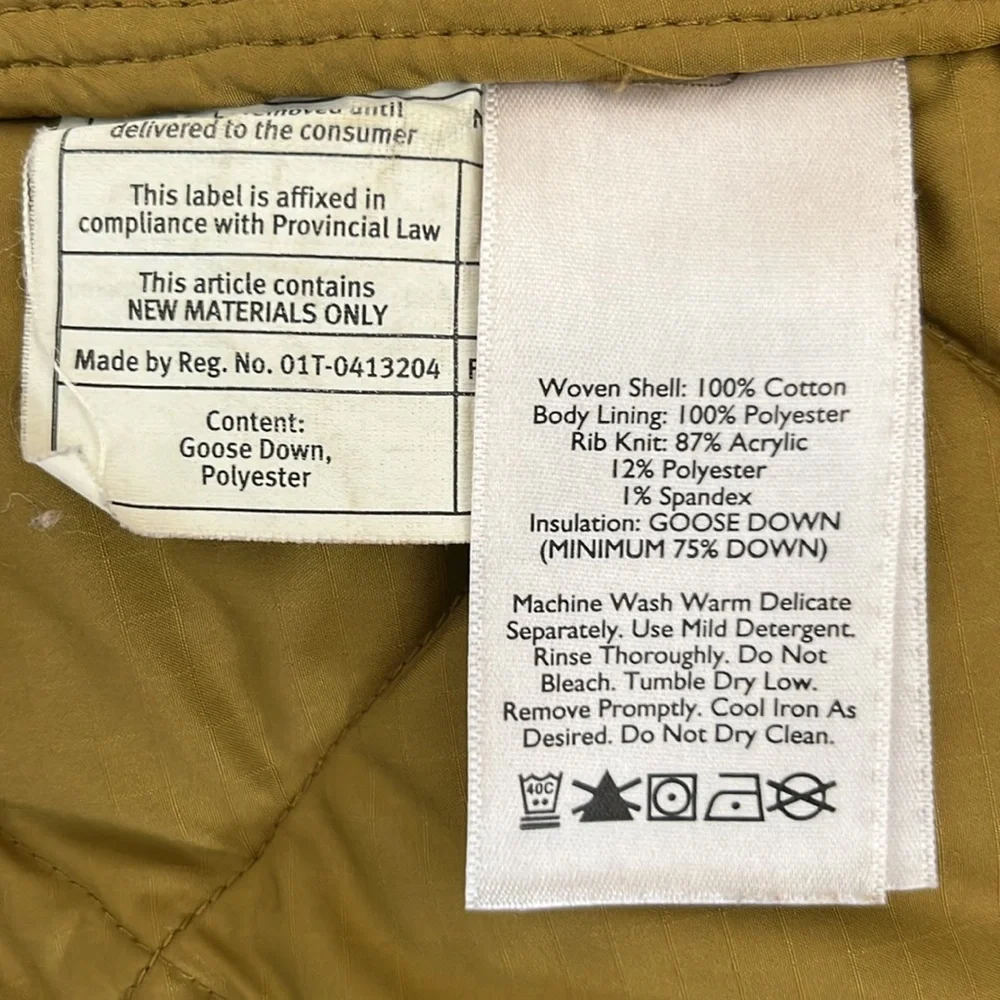 until
delivered to the consumer
This label is affixed in
compliance with Provincial Law
This article contains
NEW MATERIALS ONLY
Made by Reg. No. 01T-0413204
Content:
Goose Down,
Polyester
Woven Shell: 100% Cotton
Body Lining: 100% Polyester
Rib Knit: 87% Acrylic
12% Polyester
1% Spandex
Insulation: GOOSE DOWN
(MINIMUM 75% DOWN)
Machine Wash Warm Delicate
Separately. Use Mild Detergent.
Rinse Thoroughly. Do Not
Bleach. Tumble Dry Low.
Remove Promptly. Cool Iron As
Desired. Do Not Dry Clean.
40C